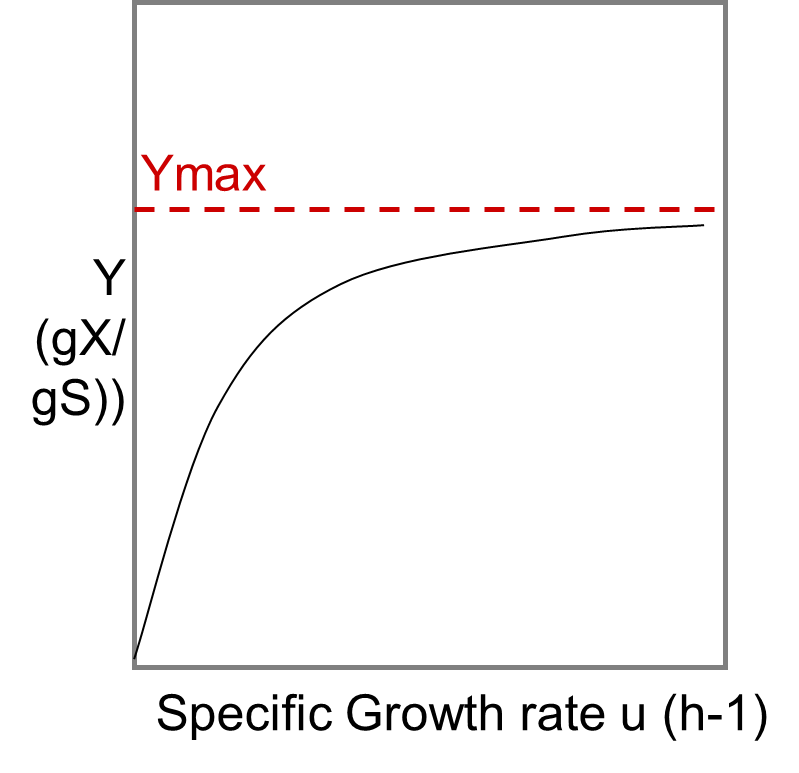 Ymax
Y
(gX/
gS))
Specific Growth rate u (h-1)